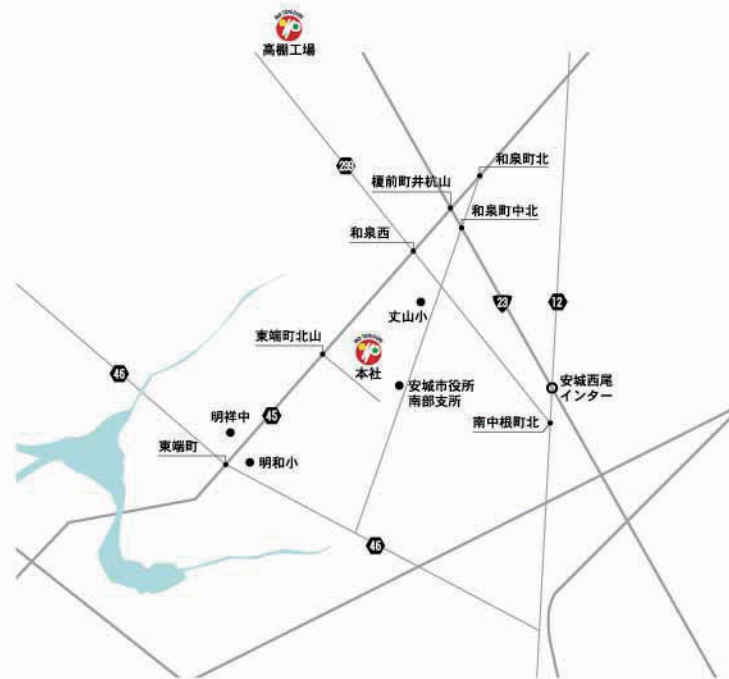 高棚工場
299
和泉町北
榎前町井杭山
和泉町中北
和泉西
23
12
丈山小
東端町北山
46
本社
安城市役所
南部支所
安城西尾
インター
明祥中
45
南中根町北
東端町
明和小
46